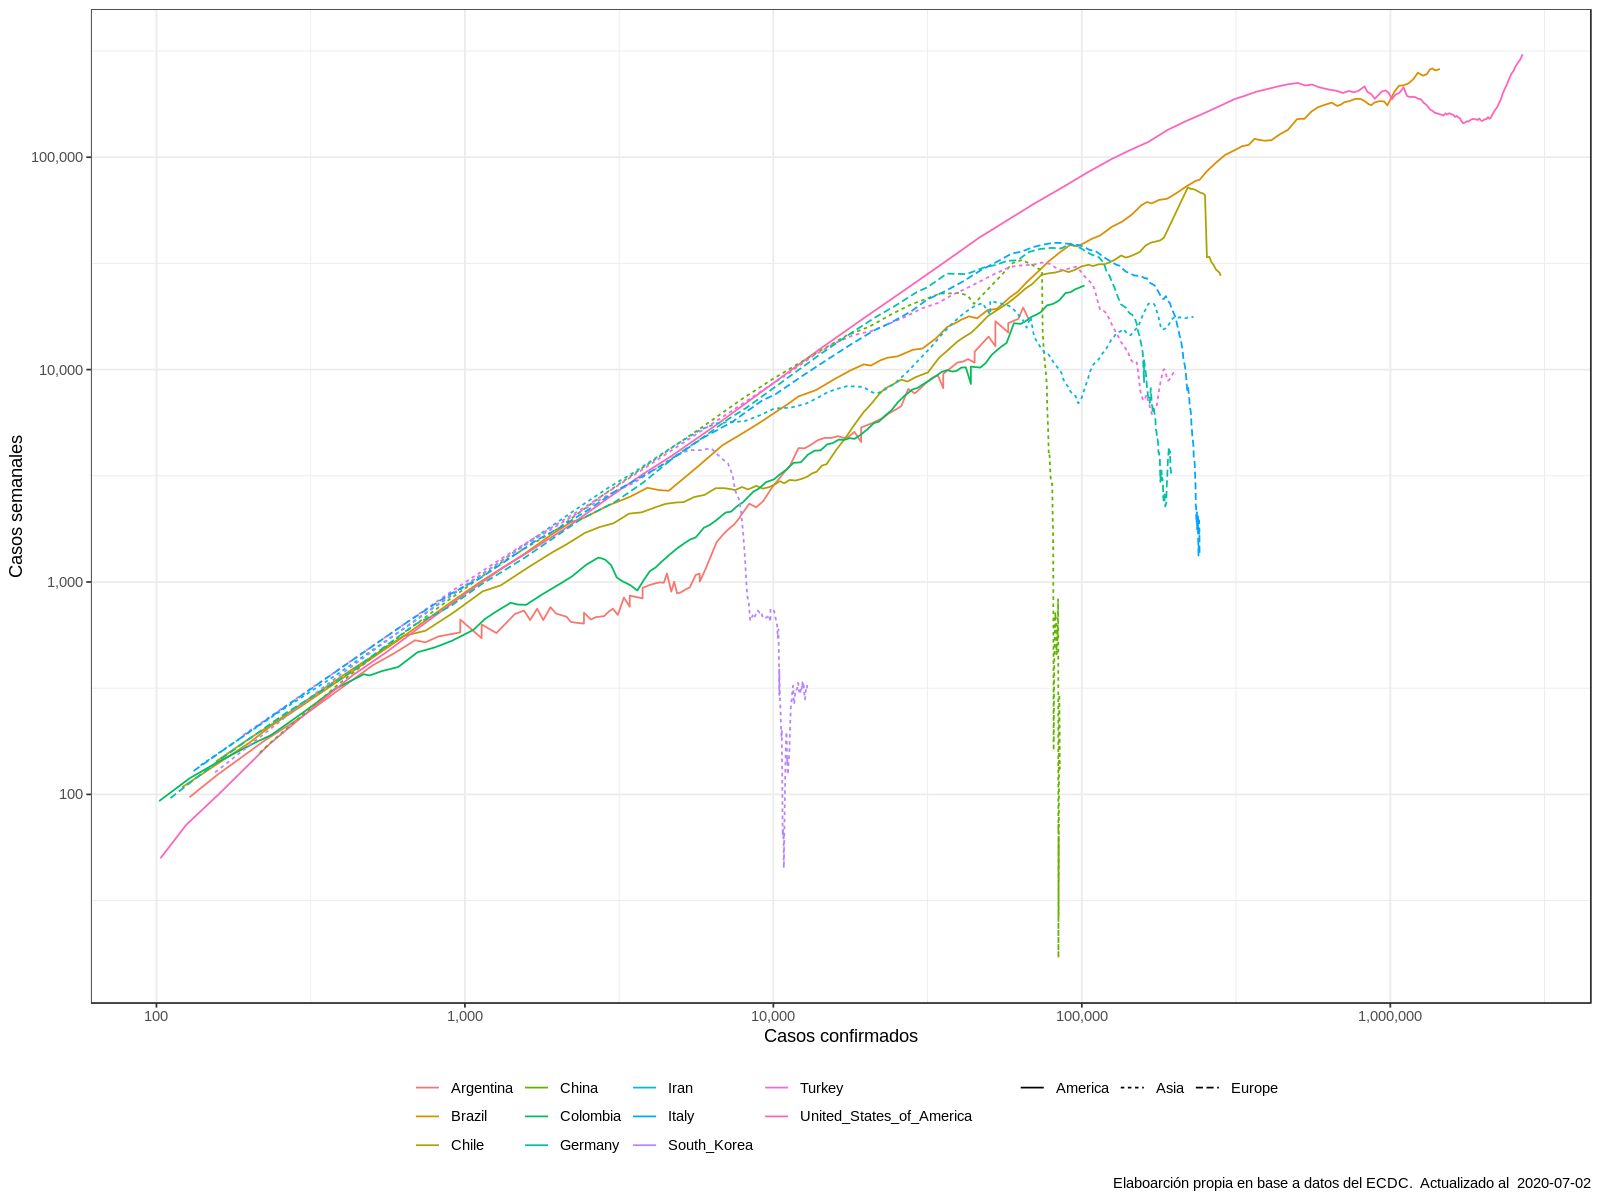 Casos semanales
100,000
10,000
1,000
100
100 1,000 10,000 100,000 1,000,000
Casos confirmados
Argentina China Iran Turkey America Asia Europe
Brazil Colombia Italy United_States_of_America
Chile Germany South_Korea
Elaboarción propia en base a datos del ECDC. Actualizado al 2020-07-02